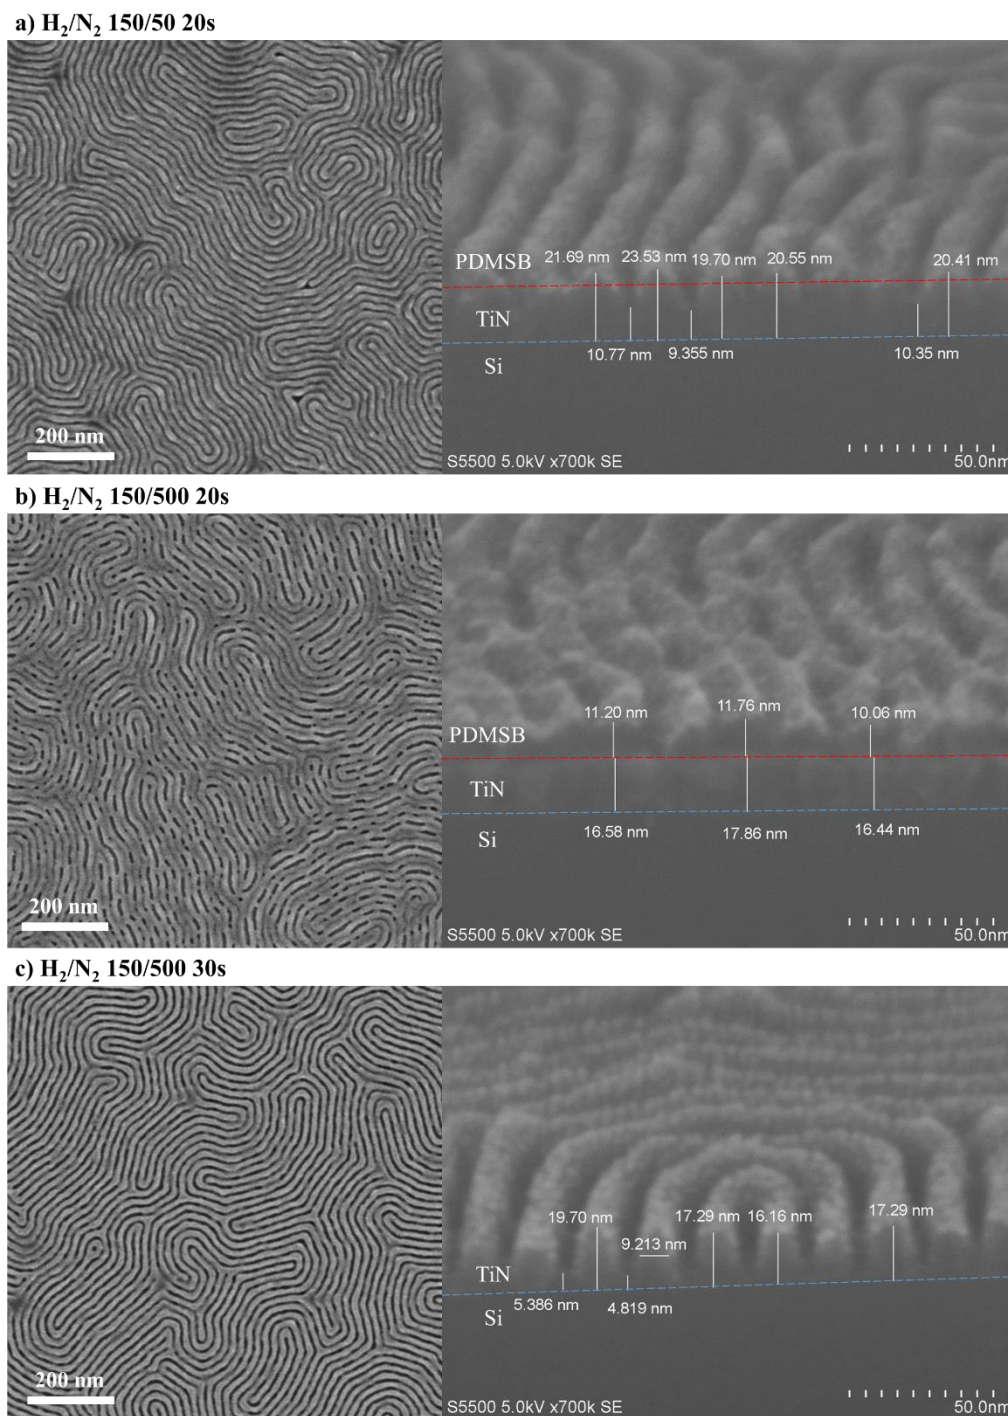 a) H₂/N₂ 150/50 20s
PDMSB
21.69 nm 23.53 nm 19.70 nm 20.55 nm 20.41 nm
TiN
10.77 nm 9.355 nm 10.35 nm
Si
200 nm
S5500 5.0kV x700k SE 50.0nm
b) H₂/N₂ 150/500 20s
11.20 nm 11.76 nm 10.06 nm
PDMSB
TiN
16.58 nm 17.86 nm 16.44 nm
Si
200 nm
S5500 5.0kV x700k SE 50.0nm
c) H₂/N₂ 150/500 30s
19.70 nm 17.29 nm 16.16 nm 17.29 nm
9.213 nm
TiN
5.386 nm 4.819 nm
Si
200 nm
S5500 5.0kV x700k SE 50.0nm